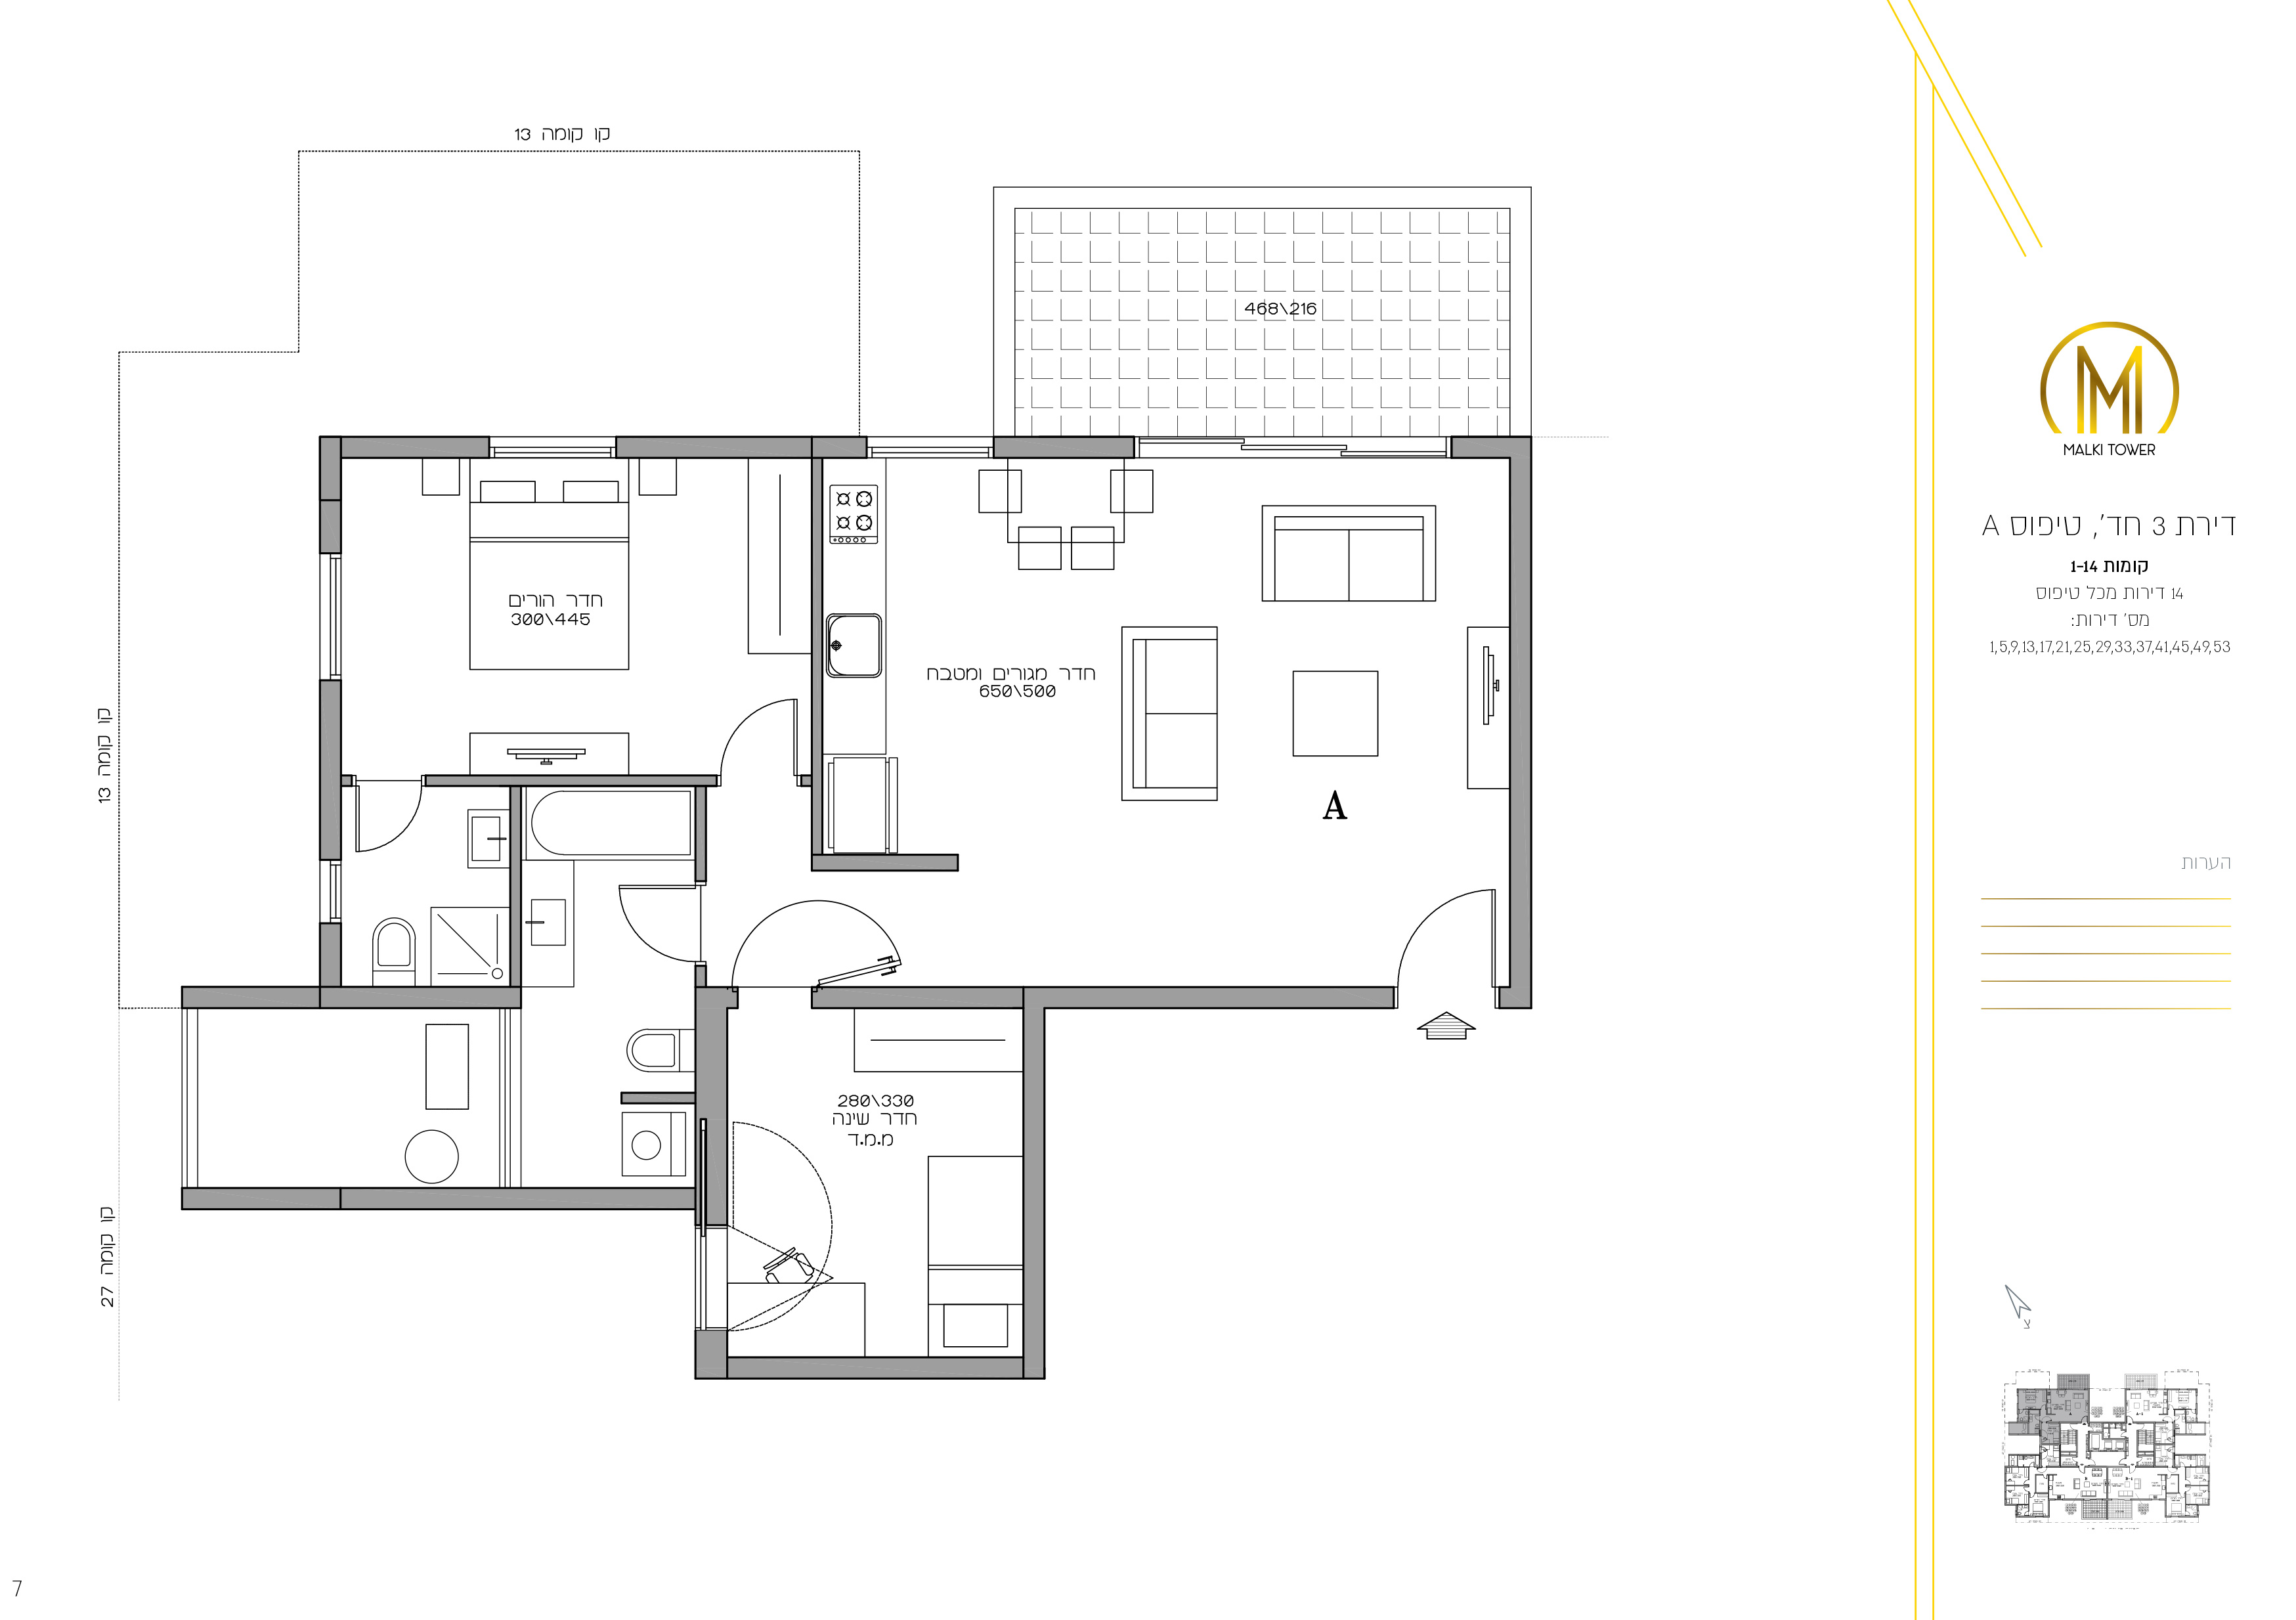 קו קומה 13
468\216
חדר הורים
300\445
חדר מגורים ומטבח
650\500
A
קו קומה 13
280\330
חדר שינה
מ.מ.ד
קו קומה 27
MALKI TOWER
דירת 3 חד', טיפוס A
קומות 1-14
14 דירות מכל טיפוס
מס' דירות:
1,5,9,13,17,21,25,29,33,37,41,45,49,53
הערות
צ
7